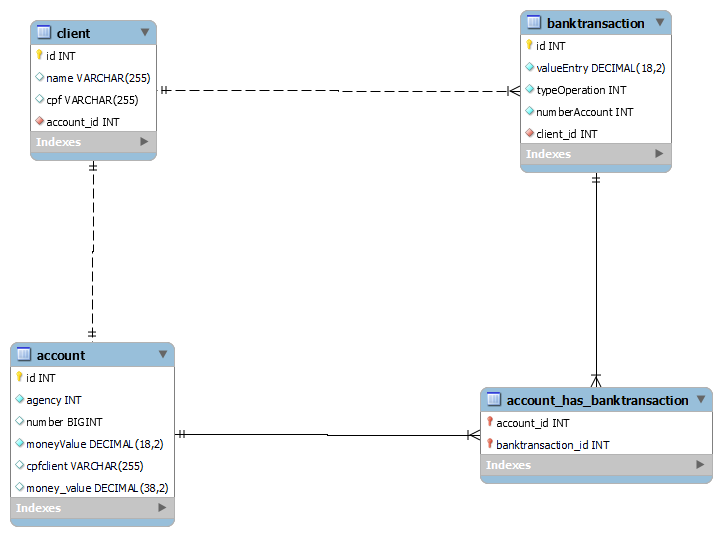 client
id INT
name VARCHAR(255)
cpf VARCHAR(255)
account_id INT
Indexes
banktransaction
id INT
valueEntry DECIMAL(18,2)
typeOperation INT
numberAccount INT
client_id INT
Indexes
account
id INT
agency INT
number BIGINT
moneyValue DECIMAL(18,2)
cpfclient VARCHAR(255)
money_value DECIMAL(38,2)
Indexes
account_has_banktransaction
account_id INT
banktransaction_id INT
Indexes